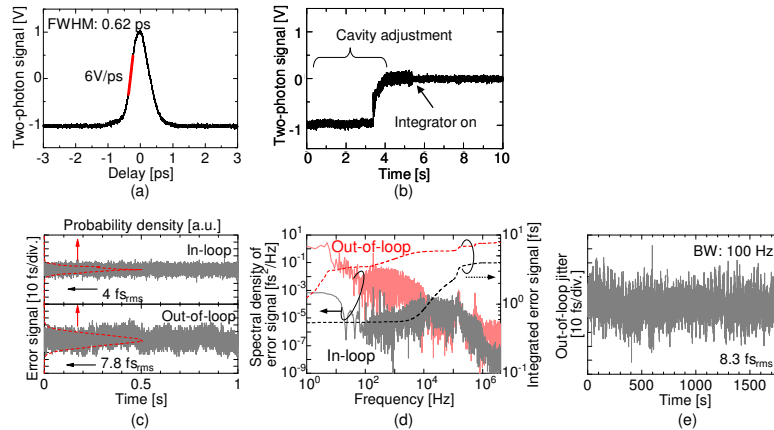 Two-photon signal [V]
FWHM: 0.62 ps
6V/ps
1
0
-1
-3 -2 -1 0 1 2 3
Delay [ps]
(a)
Two-photon signal [V]
Cavity adjustment
Integrator on
1
0
-1
0 2 4 6 8 10
Time [s]
(b)
Probability density [a.u.]
Error signal [10 fs/div.]
In-loop
4 fsrms
Out-of-loop
7.8 fsrms
0 0.5 1
Time [s]
(c)
Spectral density of
error signal [fs²/Hz]
10¹
10⁻¹
10⁻³
10⁻⁵
10⁻⁷
10⁻⁹
Out-of-loop
In-loop
10⁰ 10² 10⁴ 10⁶
Frequency [Hz]
10¹
10⁰
10⁻¹
Integrated error signal [fs]
(d)
Out-of-loop jitter
[10 fs/div.]
BW: 100 Hz
8.3 fsrms
0 500 1000 1500
Time [s]
(e)